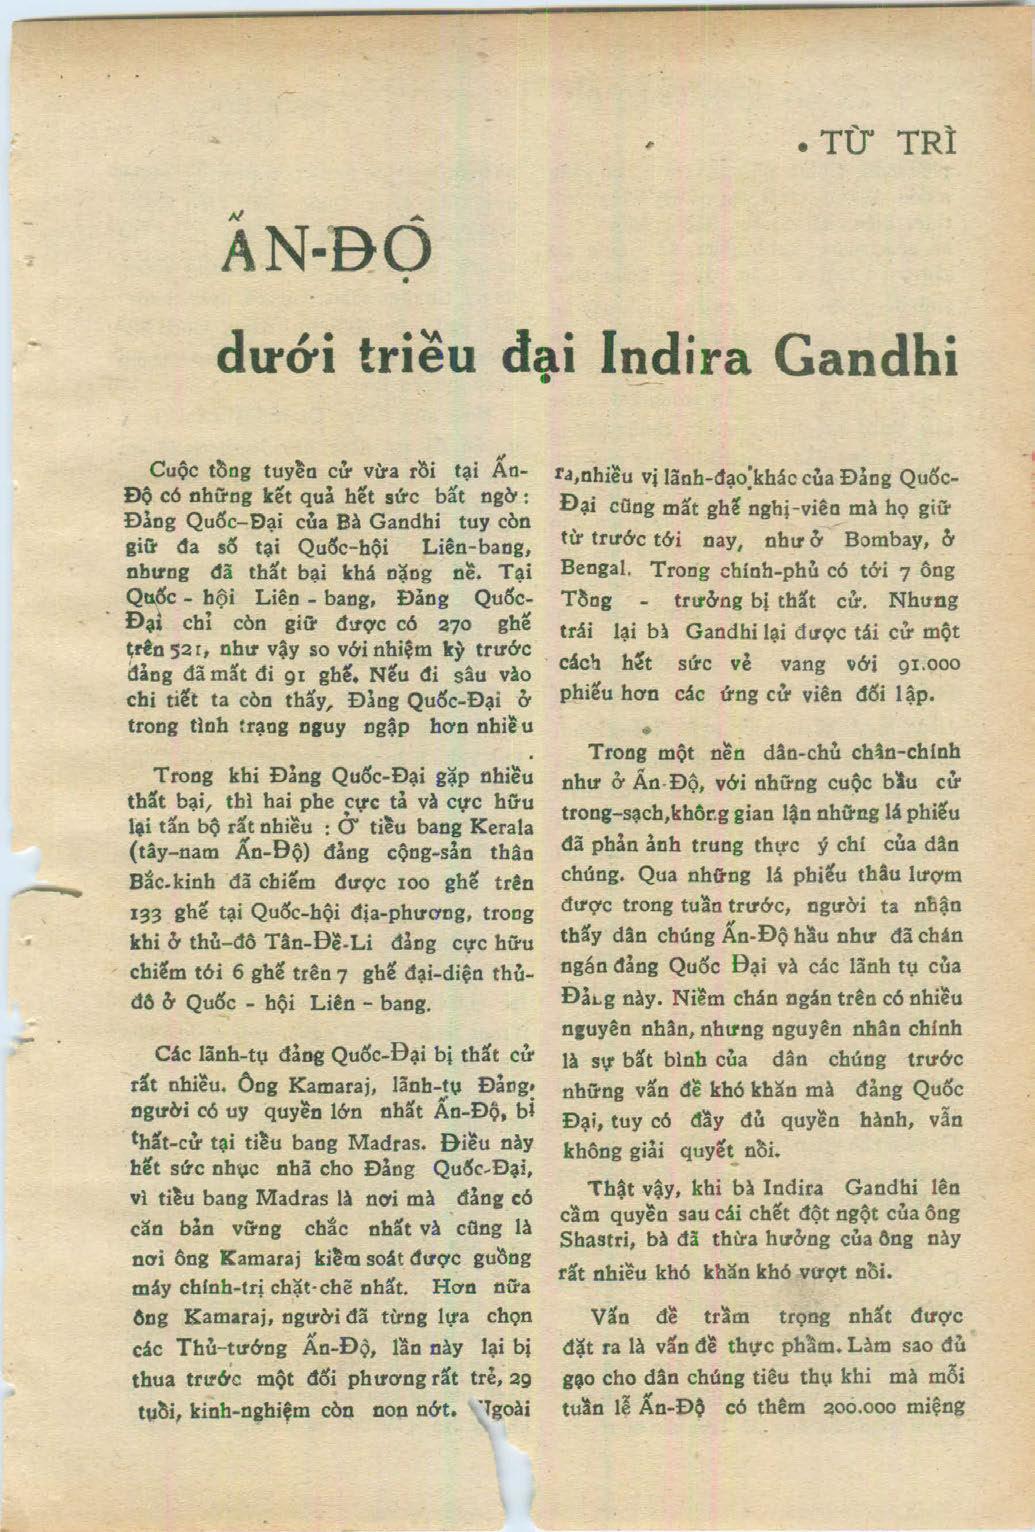 • TỪ TRÌ
ẤN-ĐỘ
dưới triều đại Indira Gandhi
Cuộc tổng tuyển cử vừa rồi tại Ấn-
Độ có những kết quả hết sức bất ngờ :
Đảng Quốc-Đại của Bà Gandhi tuy còn
giữ đa số tại Quốc-hội Liên-bang,
nhưng đã thất bại khá nặng nề. Tại
Quốc - hội Liên - bang, Đảng Quốc-
Đại chỉ còn giữ được có 270 ghế
trên 521, như vậy so với nhiệm kỳ trước
đảng đã mất đi 91 ghế. Nếu đi sâu vào
chi tiết ta còn thấy, Đảng Quốc-Đại ở
trong tình trạng nguy ngập hơn nhiều
Trong khi Đảng Quốc-Đại gặp nhiều
thất bại, thì hai phe cực tả và cực hữu
lại tấn bộ rất nhiều : Ở tiểu bang Kerala
(tây-nam Ấn-Độ) đảng cộng-sản thân
Bắc-kinh đã chiếm được 100 ghế trên
133 ghế tại Quốc-hội địa-phương, trong
khi ở thủ-đô Tân-Đề-Li đảng cực hữu
chiếm tói 6 ghế trên 7 ghế đại-diện thủ-
đô ở Quốc - hội Liên - bang.
Các lãnh-tụ đảng Quốc-Đại bị thất cử
rất nhiều. Ông Kamaraj, lãnh-tụ Đảng,
người có uy quyền lớn nhất Ấn-Độ, bị
thất-cử tại tiểu bang Madras. Điều này
hết sức nhục nhã cho Đảng Quốc-Đại,
vì tiểu bang Madras là nơi mà đảng có
căn bản vững chắc nhất và cũng là
nơi ông Kamaraj kiểm soát được guồng
máy chính-trị chặt-chẽ nhất. Hơn nữa
ông Kamaraj, người đã từng lựa chọn
các Thủ-tướng Ấn-Độ, lần này lại bị
thua trước một đối phương rất trẻ, 29
tuổi, kinh-nghiệm còn non nớt. Ngoài
ra,nhiều vị lãnh-đạo khác của Đảng Quốc-
Đại cũng mất ghế nghị-viên mà họ giữ
từ trước tới nay, như ở Bombay, ở
Bengal. Trong chính-phủ có tới 7 ông
Tổng - trưởng bị thất cử. Nhưng
trái lại bà Gandhi lại được tái cử một
cách hết sức vẻ vang với 91.000
phiếu hơn các ứng cử viên đối lập.
Trong một nền dân-chủ chân-chính
như ở Ấn-Độ, với những cuộc bầu cử
trong-sạch,không gian lận những lá phiếu
đã phản ảnh trung thực ý chí của dân
chúng. Qua những lá phiếu thâu lượm
được trong tuần trước, người ta nhận
thấy dân chúng Ấn-Độ hầu như đã chán
ngán đảng Quốc Đại và các lãnh tụ của
Đảng này. Niềm chán ngán trên có nhiều
nguyên nhân, nhưng nguyên nhân chính
là sự bất bình của dân chúng trước
những vấn đề khó khăn mà đảng Quốc
Đại, tuy có đầy đủ quyền hành, vẫn
không giải quyết nổi.
Thật vậy, khi bà Indira Gandhi lên
cầm quyền sau cái chết đột ngột của ông
Shastri, bà đã thừa hưởng của ông này
rất nhiều khó khăn khó vượt nổi.
Vấn đề trầm trọng nhất được
đặt ra là vấn đề thực phẩm. Làm sao đủ
gạo cho dân chúng tiêu thụ khi mà mỗi
tuần lễ Ấn-Độ có thêm 200.000 miệng